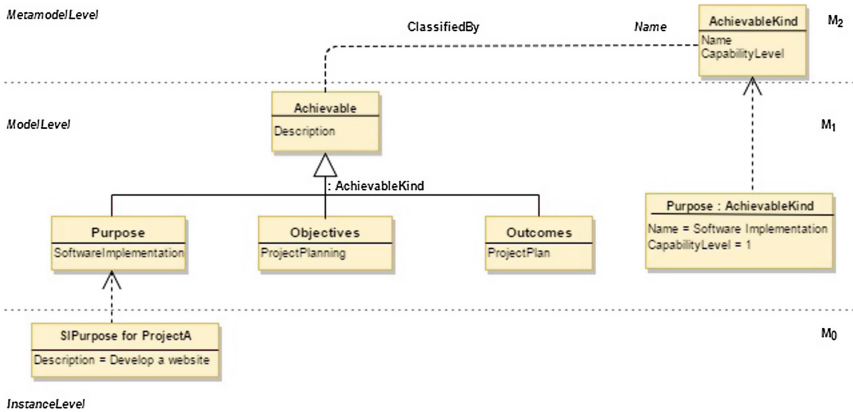 MetamodelLevel
ClassifiedBy
Name
AchievableKind
M2
Name
CapabilityLevel
Achievable
Description
ModelLevel
M1
: AchievableKind
Purpose
SoftwareImplementation
Objectives
ProjectPlanning
Outcomes
ProjectPlan
Purpose : AchievableKind
Name = Software Implementation
CapabilityLevel = 1
SIPurpose for ProjectA
Description = Develop a website
M0
InstanceLevel